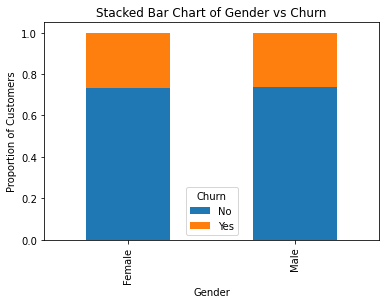 Stacked Bar Chart of Gender vs Churn
1.0
0.8
0.6
0.4
0.2
0.0
Proportion of Customers
Churn
No
Yes
Female
Male
Gender